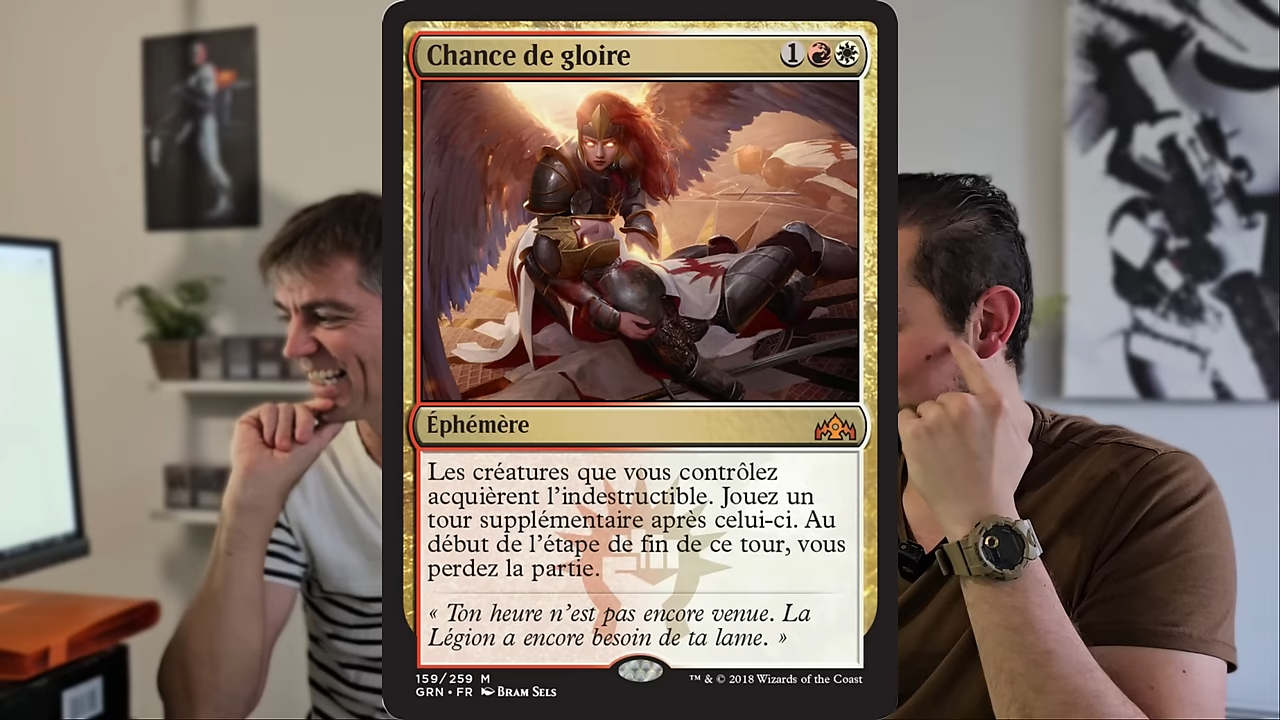 Chance de gloire 1
Éphémère
Les créatures que vous contrôlez
acquièrent l'indestructible. Jouez un
tour supplémentaire après celui-ci. Au
début de l'étape de fin de ce tour, vous
perdez la partie.
« Ton heure n'est pas encore venue. La
Légion a encore besoin de ta lame. »
159/259 M
GRN • FR Bram Sels
™ & © 2018 Wizards of the Coast